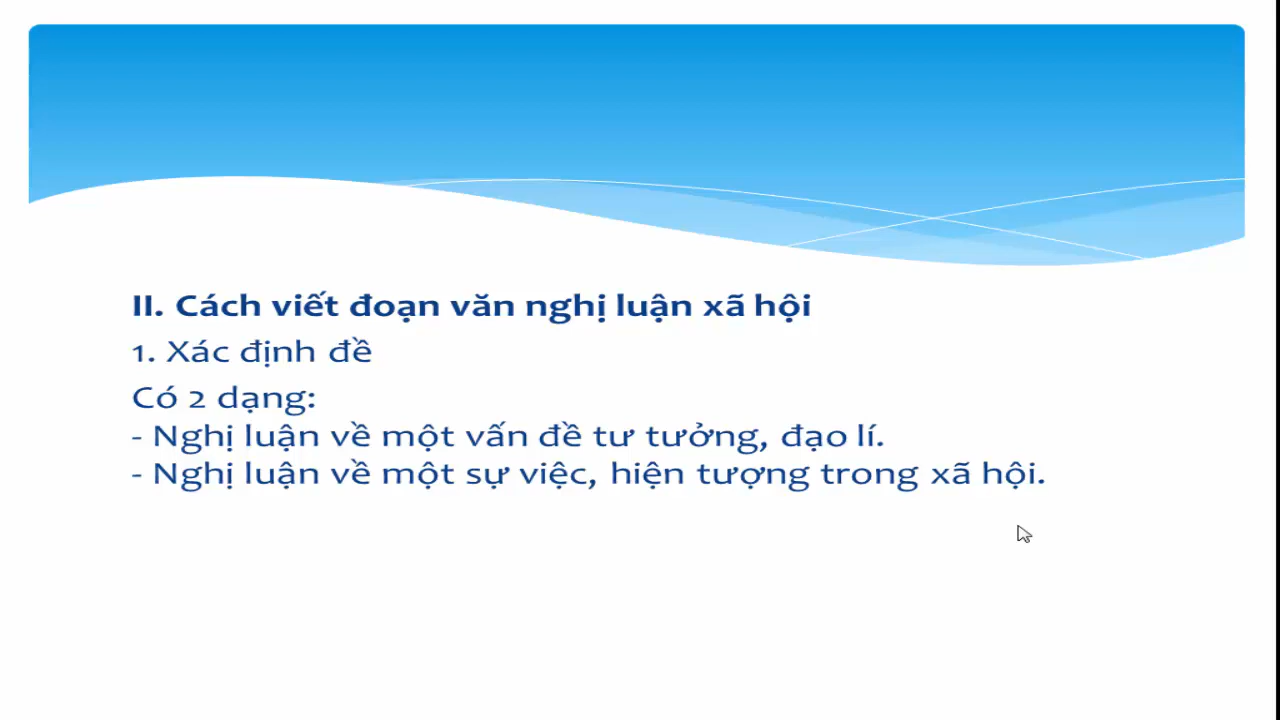 II. Cách viết đoạn văn nghị luận xã hội
1. Xác định đề
Có 2 dạng:
- Nghị luận về một vấn đề tư tưởng, đạo lí.
- Nghị luận về một sự việc, hiện tượng trong xã hội.